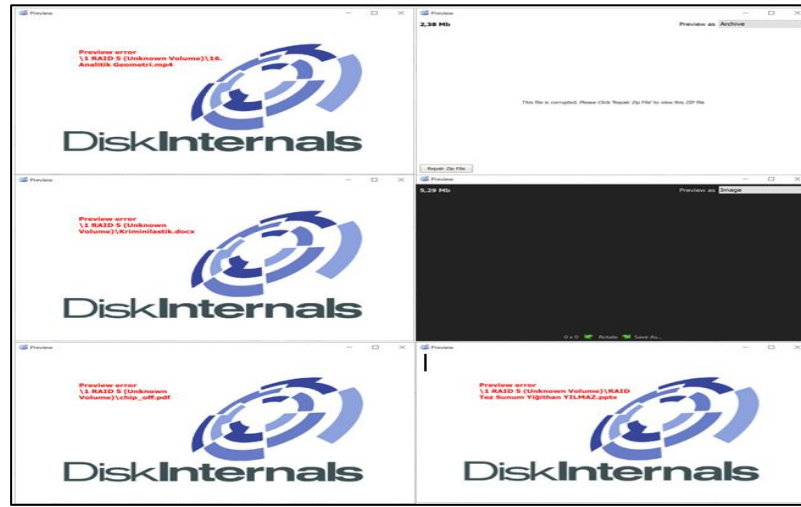 Preview
Preview error
\1 RAID 5 (Unknown Volume)\16.
Analitik Geometri.mp4
DiskInternals
Preview
2,38 Mb
Preview as Archive
This file is corrupted. Please Click 'Repair Zip File' to view this ZIP file
Repair Zip File
Preview
Preview error
\1 RAID 5 (Unknown
Volume)\Kriminilastik.docx
DiskInternals
Preview
5,29 Mb
Preview as Image
0 x 0 Rotate Save As...
Preview
Preview error
\1 RAID 5 (Unknown
Volume)\chip_off.pdf
DiskInternals
Preview
Preview error
\1 RAID 5 (Unknown Volume)\RAID
Tez Sunum Yiğithan YILMAZ.pptx
DiskInternals